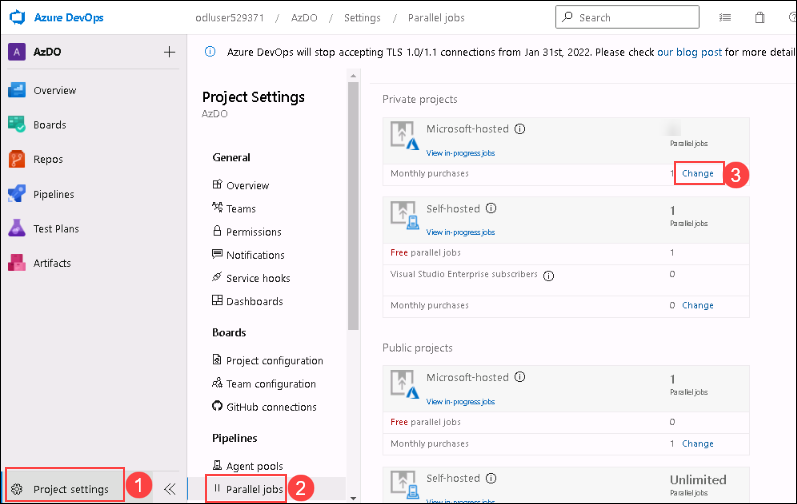 Azure DevOps
odluser529371 / AzDO / Settings / Parallel jobs
Search
A AzDO
Azure DevOps will stop accepting TLS 1.0/1.1 connections from Jan 31st, 2022. Please check our blog post for more detail
Overview
Boards
Repos
Pipelines
Test Plans
Artifacts
Project settings
1
Project Settings
AzDO
General
Overview
Teams
Permissions
Notifications
Service hooks
Dashboards
Boards
Project configuration
Team configuration
GitHub connections
Pipelines
Agent pools
Parallel jobs
2
Private projects
Microsoft-hosted
Parallel jobs
View in-progress jobs
Monthly purchases 1 Change
3
Self-hosted 1
Parallel jobs
View in-progress jobs
Free parallel jobs 1
Visual Studio Enterprise subscribers 0
Monthly purchases 0 Change
Public projects
Microsoft-hosted 1
Parallel jobs
View in-progress jobs
Free parallel jobs 0
Monthly purchases 1 Change
Self-hosted Unlimited
Parallel jobs
View in-progress jobs